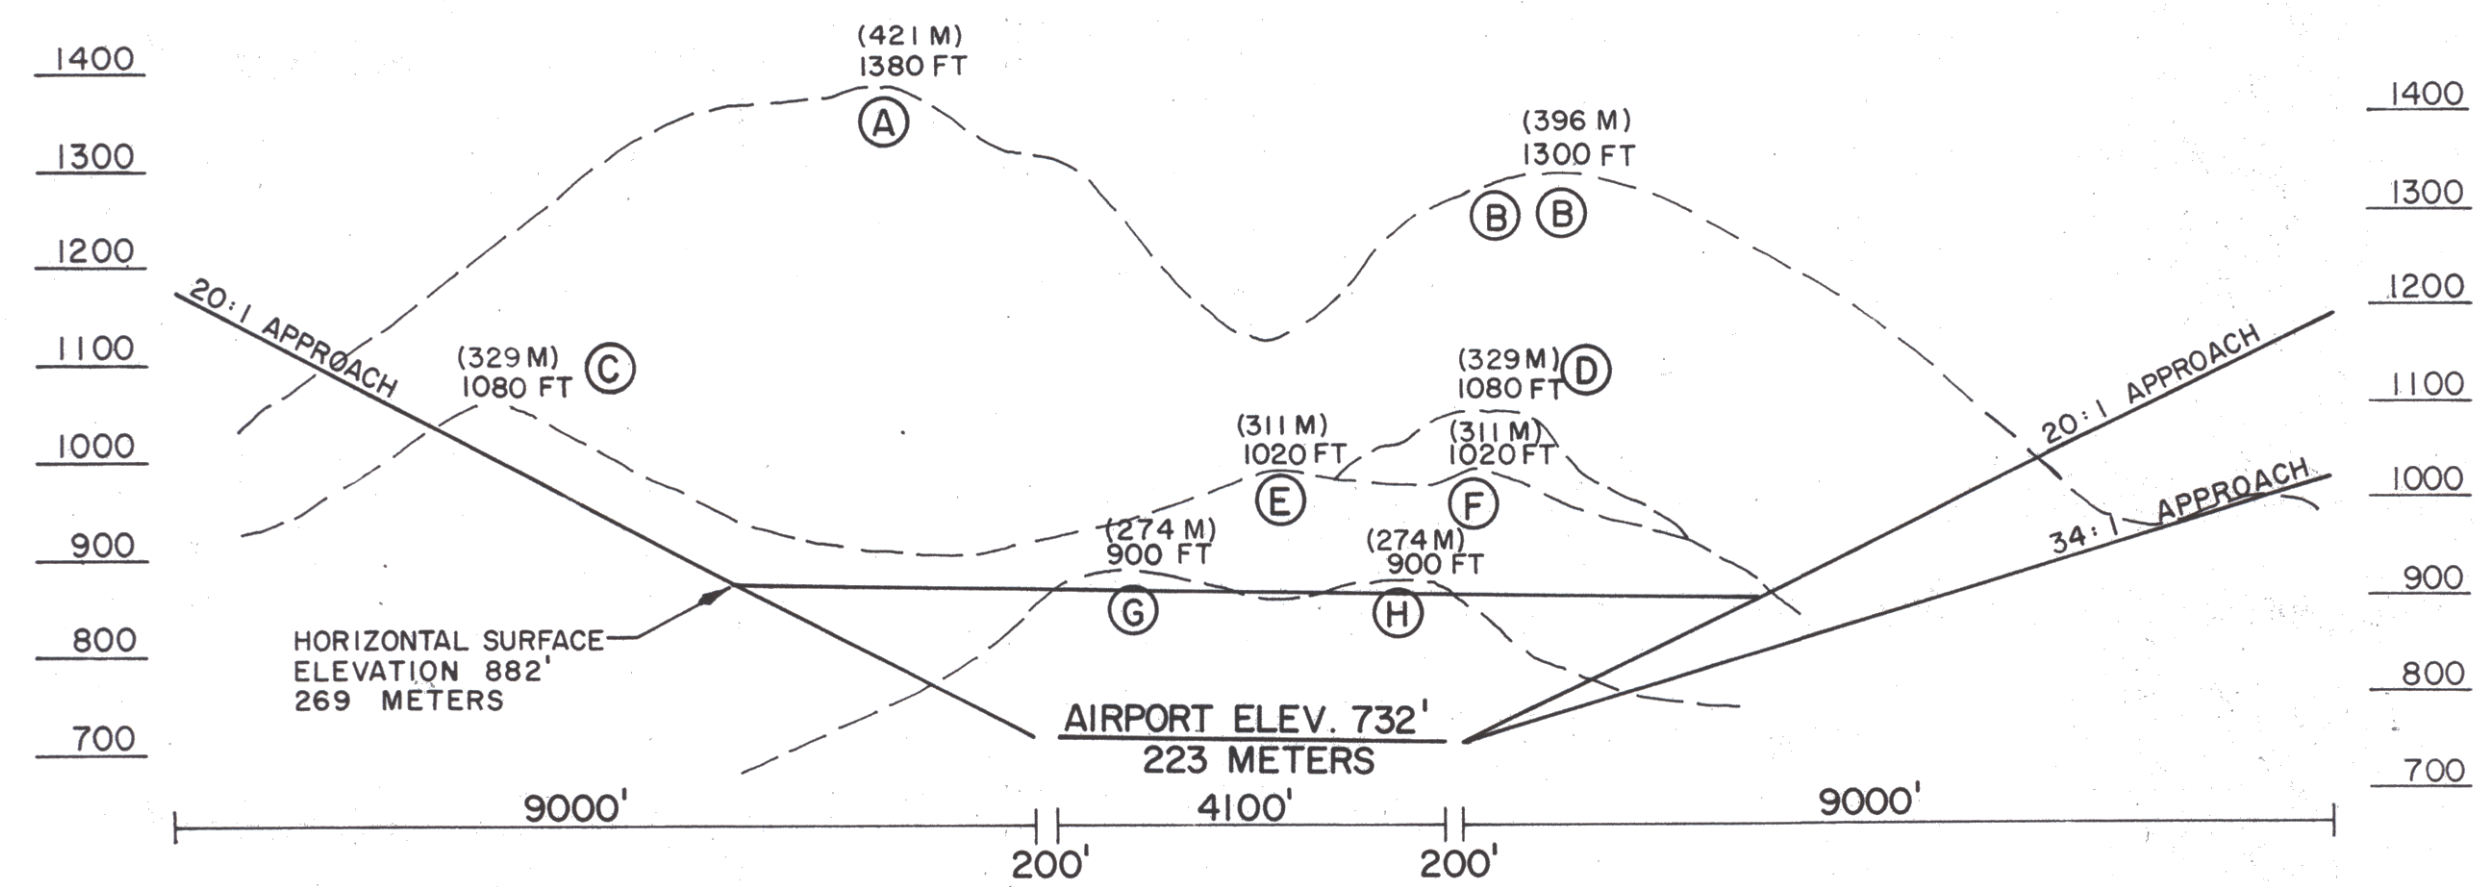 (421 M)
1380 FT
A
1400
1300
1200
1100
1000
900
800
700
1400
1300
1200
1100
1000
900
800
700
(396 M)
1300 FT
B B
20:1 APPROACH
(329 M)
1080 FT
C
(329 M)
1080 FT
D
(311 M)
1020 FT
E
(311 M)
1020 FT
F
20:1 APPROACH
34:1 APPROACH
(274 M)
900 FT
G
(274 M)
900 FT
H
HORIZONTAL SURFACE
ELEVATION 882'
269 METERS
AIRPORT ELEV. 732'
223 METERS
9000'
4100'
9000'
200'
200'